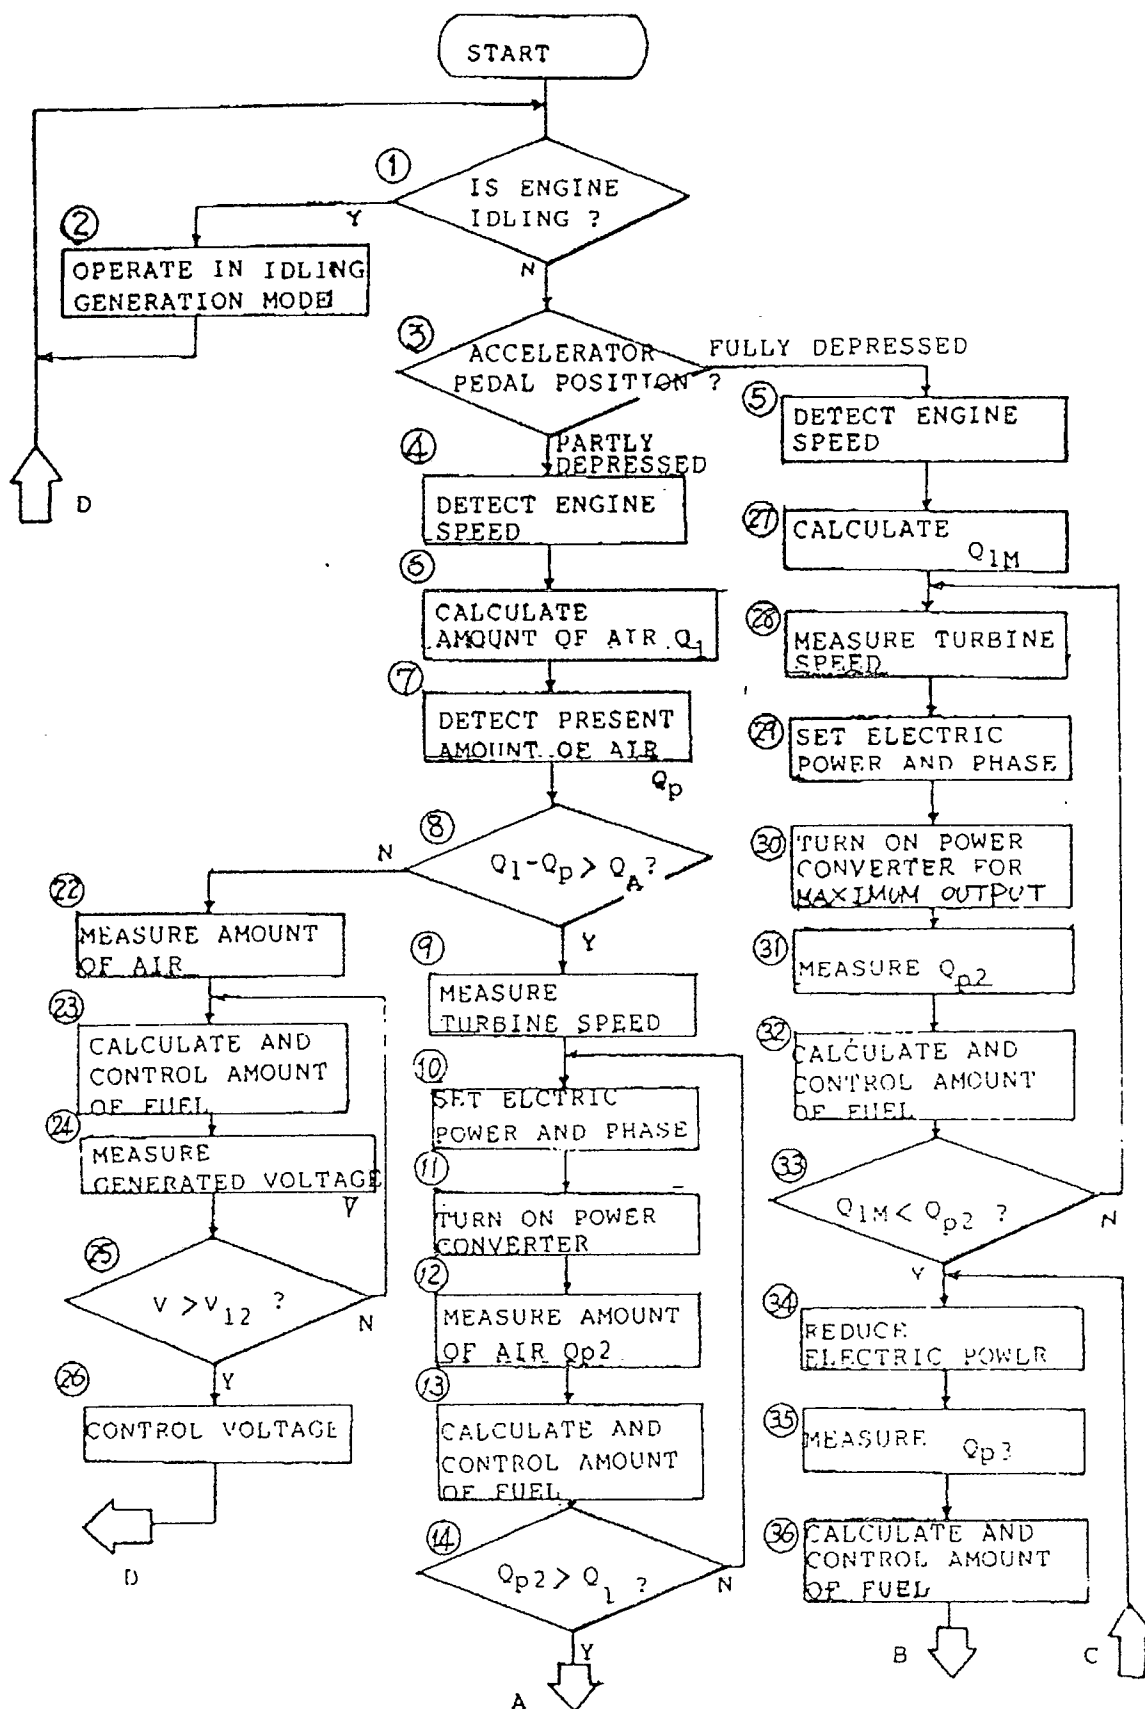 START
①
IS ENGINE
IDLING ?
Y
N
②
OPERATE IN IDLING
GENERATION MODE
③
ACCELERATOR
PEDAL POSITION ?
FULLY DEPRESSED
PARTLY
DEPRESSED
D
④
DETECT ENGINE
SPEED
⑤
DETECT ENGINE
SPEED
⑥
CALCULATE
AMOUNT OF AIR Q1
⑦
DETECT PRESENT
AMOUNT OF AIR
Qp
⑧
Q1-Qp > QA?
N
Y
㉒
MEASURE AMOUNT
OF AIR
㉓
CALCULATE AND
CONTROL AMOUNT
OF FUEL
㉔
MEASURE
GENERATED VOLTAGE
V
㉕
V > V12 ?
N
Y
㉖
CONTROL VOLTAGE
D
⑨
MEASURE
TURBINE SPEED
⑩
SET ELCTRIC
POWER AND PHASE
⑪
TURN ON POWER
CONVERTER
⑫
MEASURE AMOUNT
OF AIR Qp2
⑬
CALCULATE AND
CONTROL AMOUNT
OF FUEL
⑭
Qp2 > Q1 ?
N
Y
A
㉗
CALCULATE
Q1M
㉘
MEASURE TURBINE
SPEED
㉙
SET ELECTRIC
POWER AND PHASE
㉚
TURN ON POWER
CONVERTER FOR
MAXIMUM OUTPUT
㉛
MEASURE Qp2
㉜
CALCULATE AND
CONTROL AMOUNT
OF FUEL
㉝
Q1M < Qp2 ?
N
Y
㉞
REDUCE
ELECTRIC POWER
㉟
MEASURE Qp3
㊱
CALCULATE AND
CONTROL AMOUNT
OF FUEL
B
C